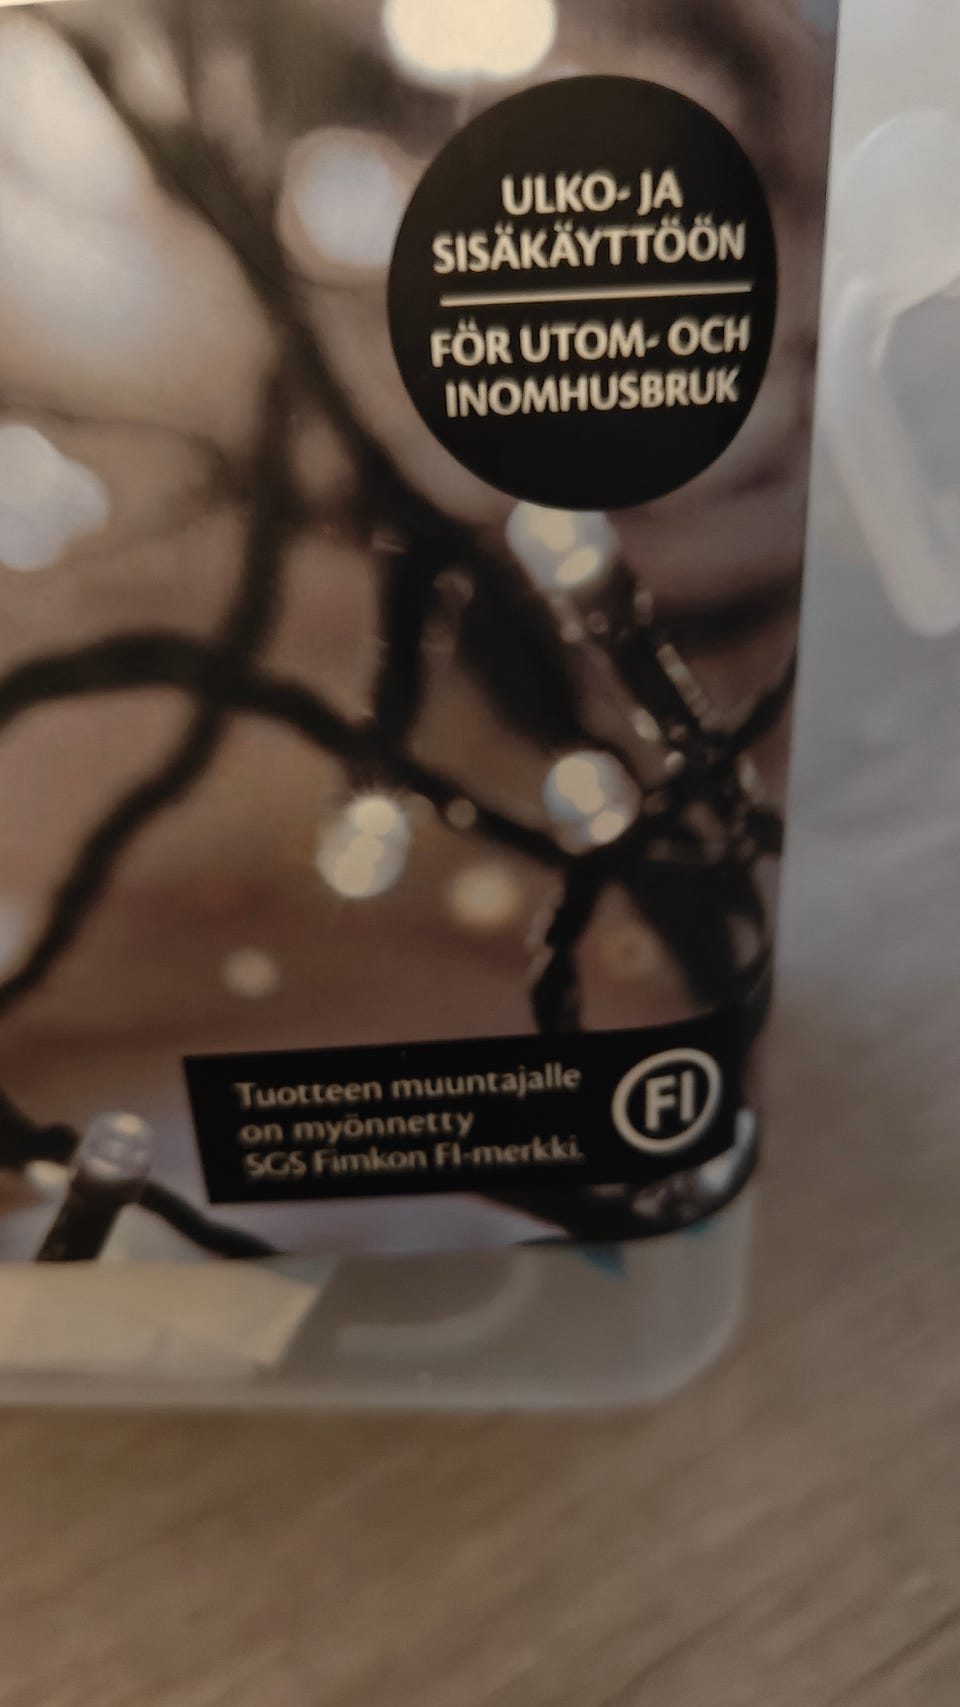 ULKO- JA
SISÄKÄYTTÖÖN
FÖR UTOM- OCH
INOMHUSBRUK
Tuotteen muuntajalle
on myönnetty
SGS Fimkon FI-merkki.
FI